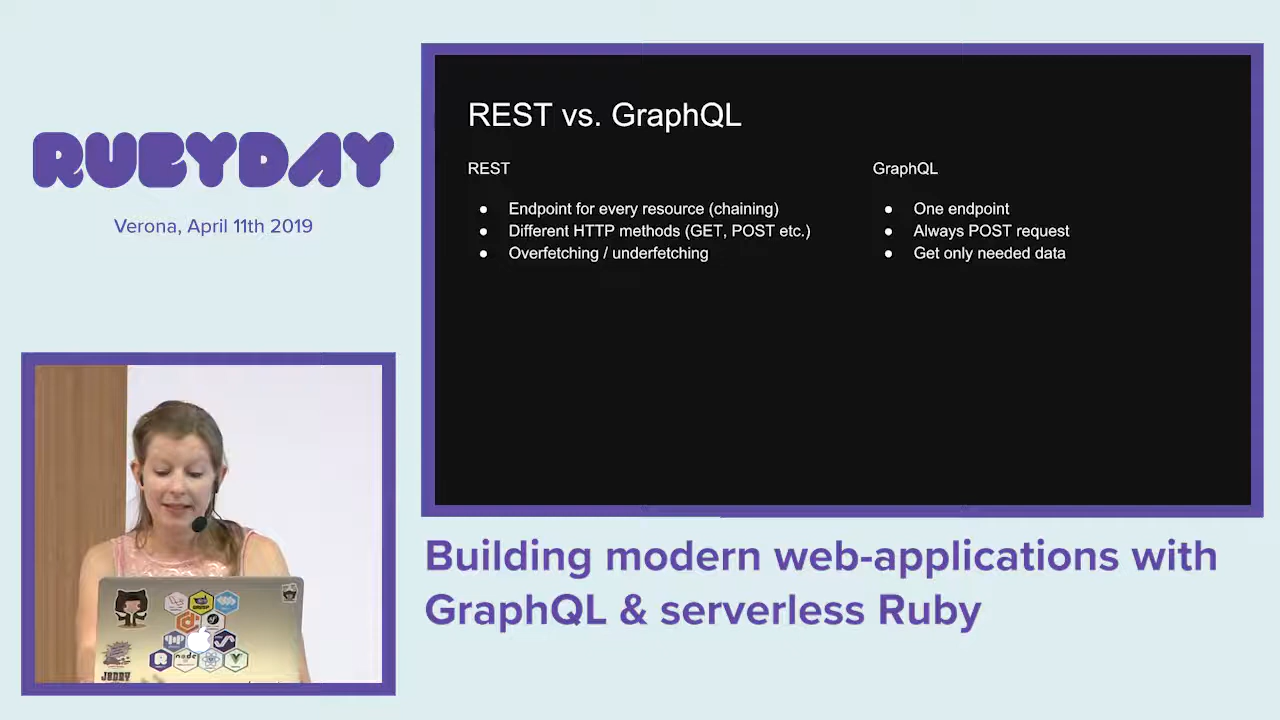 RUBYDAY
Verona, April 11th 2019
REST vs. GraphQL
REST
● Endpoint for every resource (chaining)
● Different HTTP methods (GET, POST etc.)
● Overfetching / underfetching
GraphQL
● One endpoint
● Always POST request
● Get only needed data
Building modern web-applications with
GraphQL & serverless Ruby
node